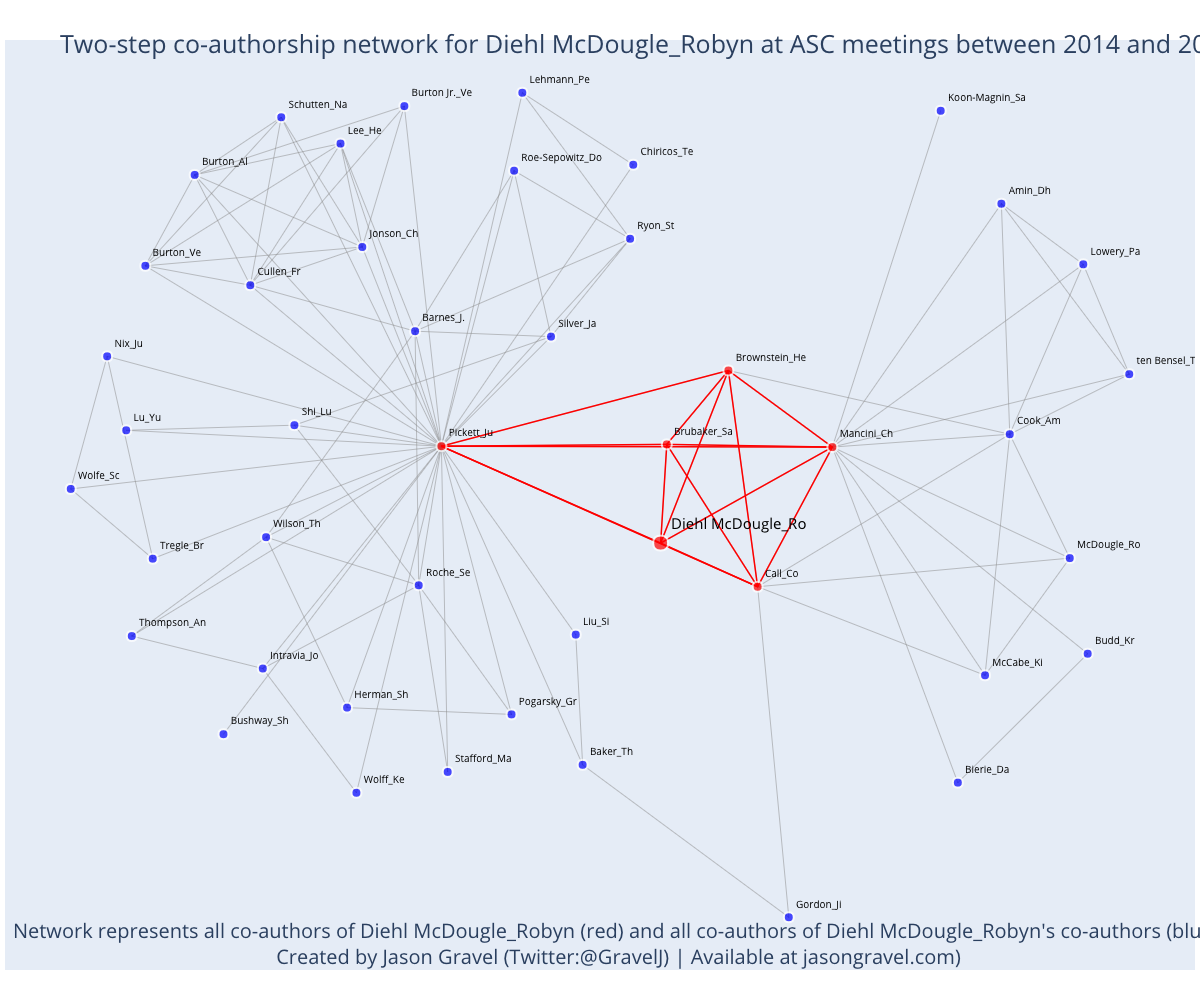 Two-step co-authorship network for Diehl McDougle_Robyn at ASC meetings between 2014 and 20
Lehmann_Pe
Burton Jr._Ve
Schutten_Na
Koon-Magnin_Sa
Lee_He
Chiricos_Te
Roe-Sepowitz_Do
Burton_Al
Amin_Dh
Ryon_St
Jonson_Ch
Burton_Ve
Lowery_Pa
Cullen_Fr
Barnes_J.
Silver_Ja
Nix_Ju
Brownstein_He
ten Bensel_T
Shi_Lu
Lu_Yu
Cook_Am
Pickett_Ju
Brubaker_Sa
Mancini_Ch
Wolfe_Sc
Wilson_Th
Diehl McDougle_Ro
Tregle_Br
McDougle_Ro
Roche_Se
Call_Co
Thompson_An
Liu_Si
Budd_Kr
Intravia_Jo
McCabe_Ki
Herman_Sh
Pogarsky_Gr
Bushway_Sh
Baker_Th
Stafford_Ma
Bierie_Da
Wolff_Ke
Gordon_Ji
Network represents all co-authors of Diehl McDougle_Robyn (red) and all co-authors of Diehl McDougle_Robyn's co-authors (blu
Created by Jason Gravel (Twitter:@GravelJ) | Available at jasongravel.com)